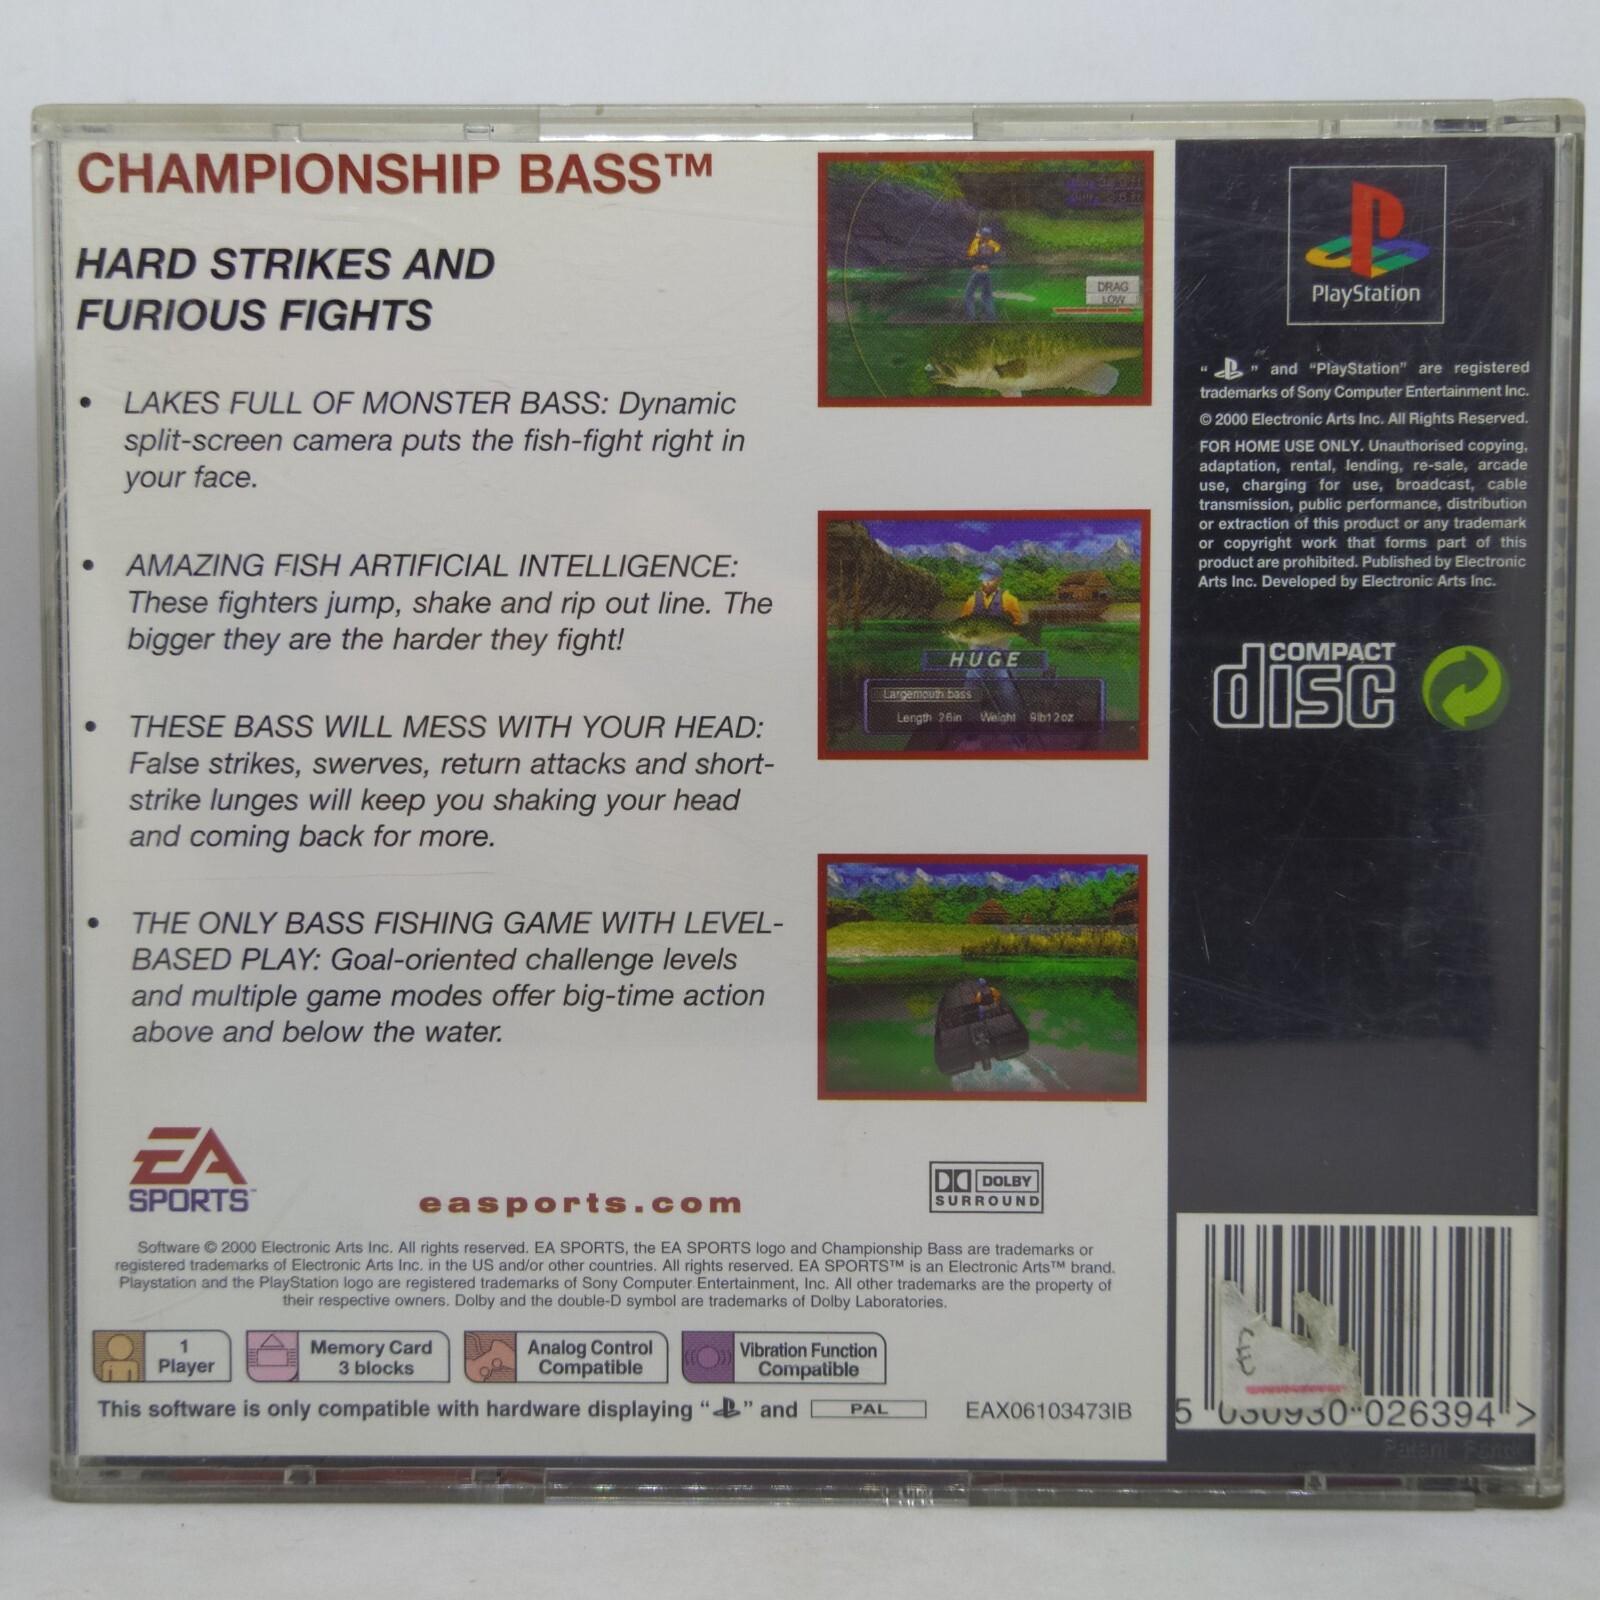 CHAMPIONSHIP BASS™
HARD STRIKES AND
FURIOUS FIGHTS
• LAKES FULL OF MONSTER BASS: Dynamic
split-screen camera puts the fish-fight right in
your face.
• AMAZING FISH ARTIFICIAL INTELLIGENCE:
These fighters jump, shake and rip out line. The
bigger they are the harder they fight!
• THESE BASS WILL MESS WITH YOUR HEAD:
False strikes, swerves, return attacks and short-
strike lunges will keep you shaking your head
and coming back for more.
• THE ONLY BASS FISHING GAME WITH LEVEL-
BASED PLAY: Goal-oriented challenge levels
and multiple game modes offer big-time action
above and below the water.
DRAG
LOW
HUGE
Largemouth bass
Length 26in Weight 9lb12oz
EA
SPORTS™
easports.com
DOLBY
SURROUND
Software © 2000 Electronic Arts Inc. All rights reserved. EA SPORTS, the EA SPORTS logo and Championship Bass are trademarks or
registered trademarks of Electronic Arts Inc. in the US and/or other countries. All rights reserved. EA SPORTS™ is an Electronic Arts™ brand.
Playstation and the PlayStation logo are registered trademarks of Sony Computer Entertainment, Inc. All other trademarks are the property of
their respective owners. Dolby and the double-D symbol are trademarks of Dolby Laboratories.
1
Player
Memory Card
3 blocks
Analog Control
Compatible
Vibration Function
Compatible
This software is only compatible with hardware displaying “ ” and PAL
EAX06103473IB
PlayStation
“ ” and “PlayStation” are registered
trademarks of Sony Computer Entertainment Inc.
© 2000 Electronic Arts Inc. All Rights Reserved.
FOR HOME USE ONLY. Unauthorised copying,
adaptation, rental, lending, re-sale, arcade
use, charging for use, broadcast, cable
transmission, public performance, distribution
or extraction of this product or any trademark
or copyright work that forms part of this
product are prohibited. Published by Electronic
Arts Inc. Developed by Electronic Arts Inc.
COMPACT
disc
5 030930 026394 >
Patent